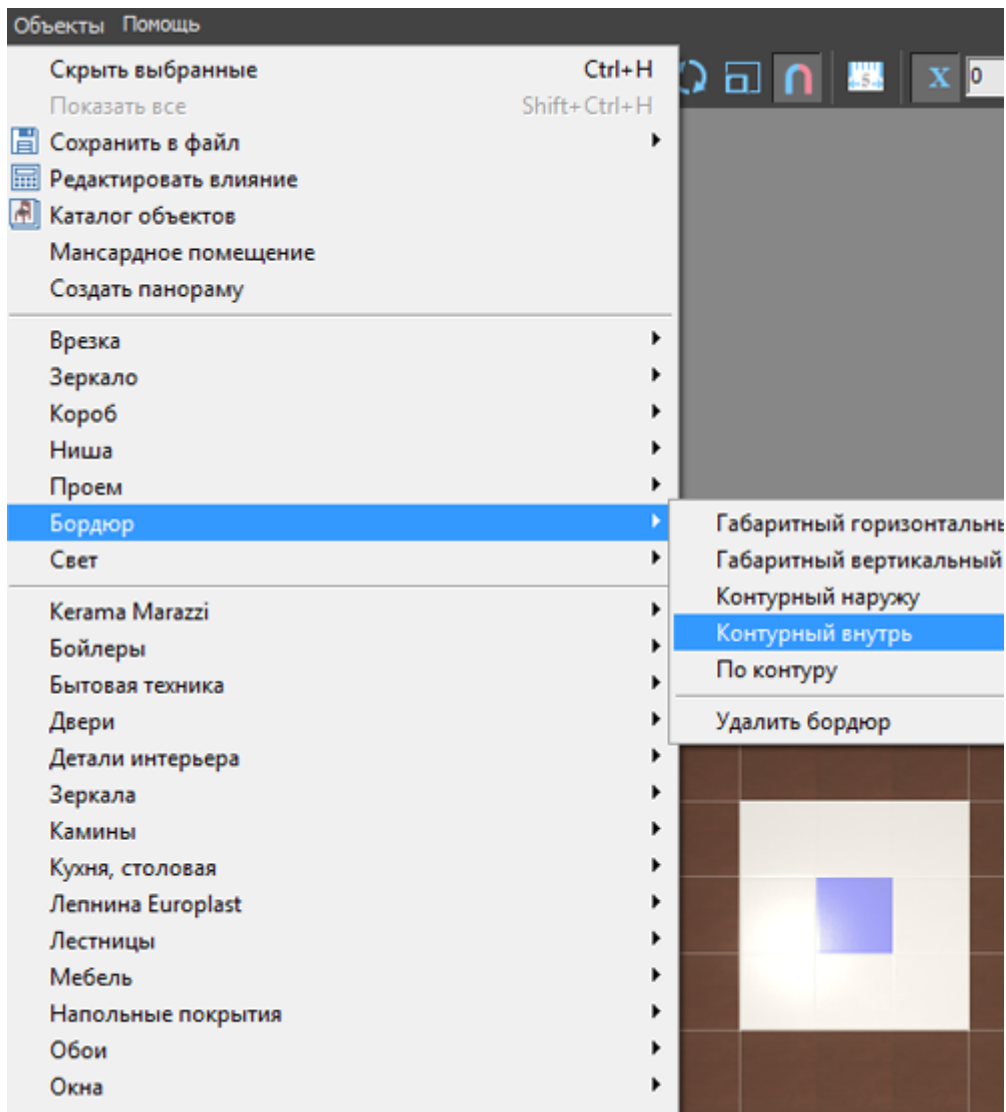 Объекты Помощь
Скрыть выбранные Ctrl+H
Показать все Shift+Ctrl+H
Сохранить в файл
Редактировать влияние
Каталог объектов
Мансардное помещение
Создать панораму
5
X 0
Врезка
Зеркало
Короб
Ниша
Проем
Бордюр
Свет
Габаритный горизонтальны
Габаритный вертикальный
Контурный наружу
Контурный внутрь
По контуру
Удалить бордюр
Kerama Marazzi
Бойлеры
Бытовая техника
Двери
Детали интерьера
Зеркала
Камины
Кухня, столовая
Лепнина Europlast
Лестницы
Мебель
Напольные покрытия
Обои
Окна